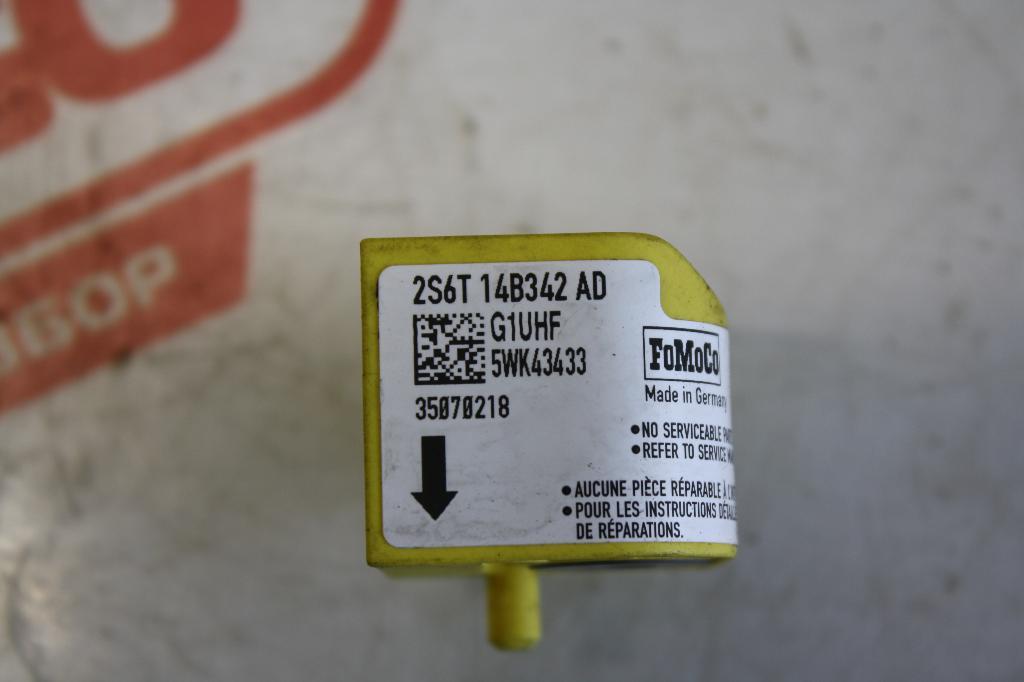 2S6T 14B342 AD
G1UHF
5WK43433
35070218
FoMoCo
Made in Germany
•NO SERVICEABLE
•REFER TO SERVICE
•AUCUNE PIÈCE RÉPARABLE À
•POUR LES INSTRUCTIONS
DE RÉPARATIONS.